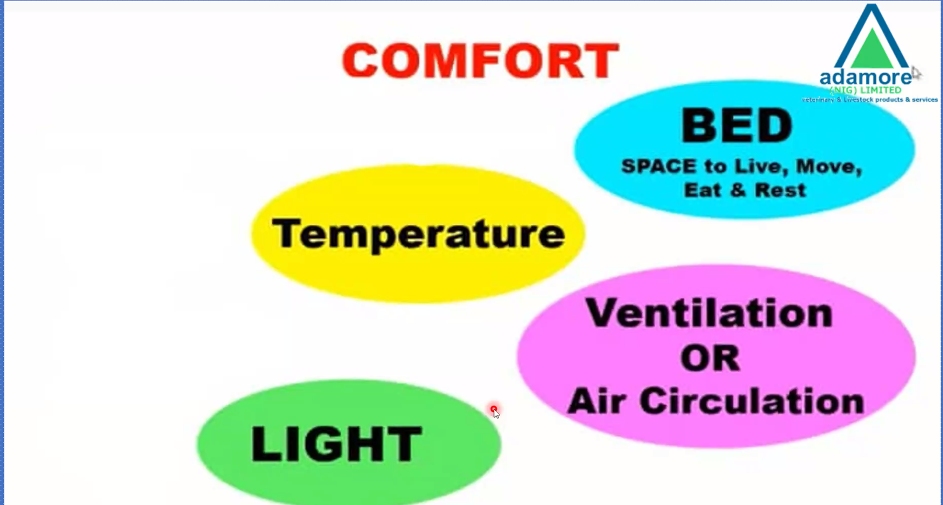 COMFORT
adamore
(NIG) LIMITED
veterinary & Livestock products & services
BED
SPACE to Live, Move,
Eat & Rest
Temperature
Ventilation
OR
Air Circulation
LIGHT